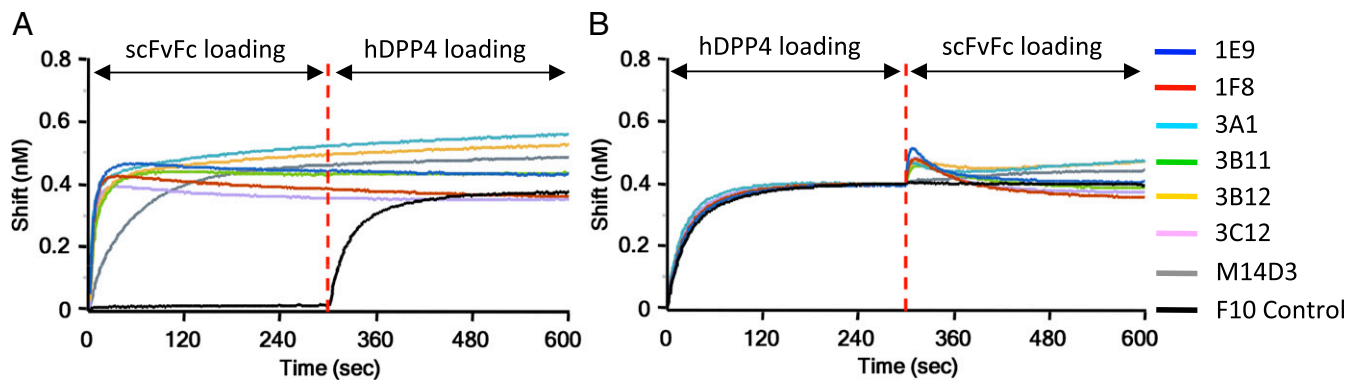 A
B
scFvFc loading
hDPP4 loading
hDPP4 loading
scFvFc loading
0.8
0.6
0.4
0.2
0
Shift (nM)
0
120
240
360
480
600
Time (sec)
0.8
0.6
0.4
0.2
0
Shift (nM)
0
120
240
360
480
600
Time (sec)
1E9
1F8
3A1
3B11
3B12
3C12
M14D3
F10 Control